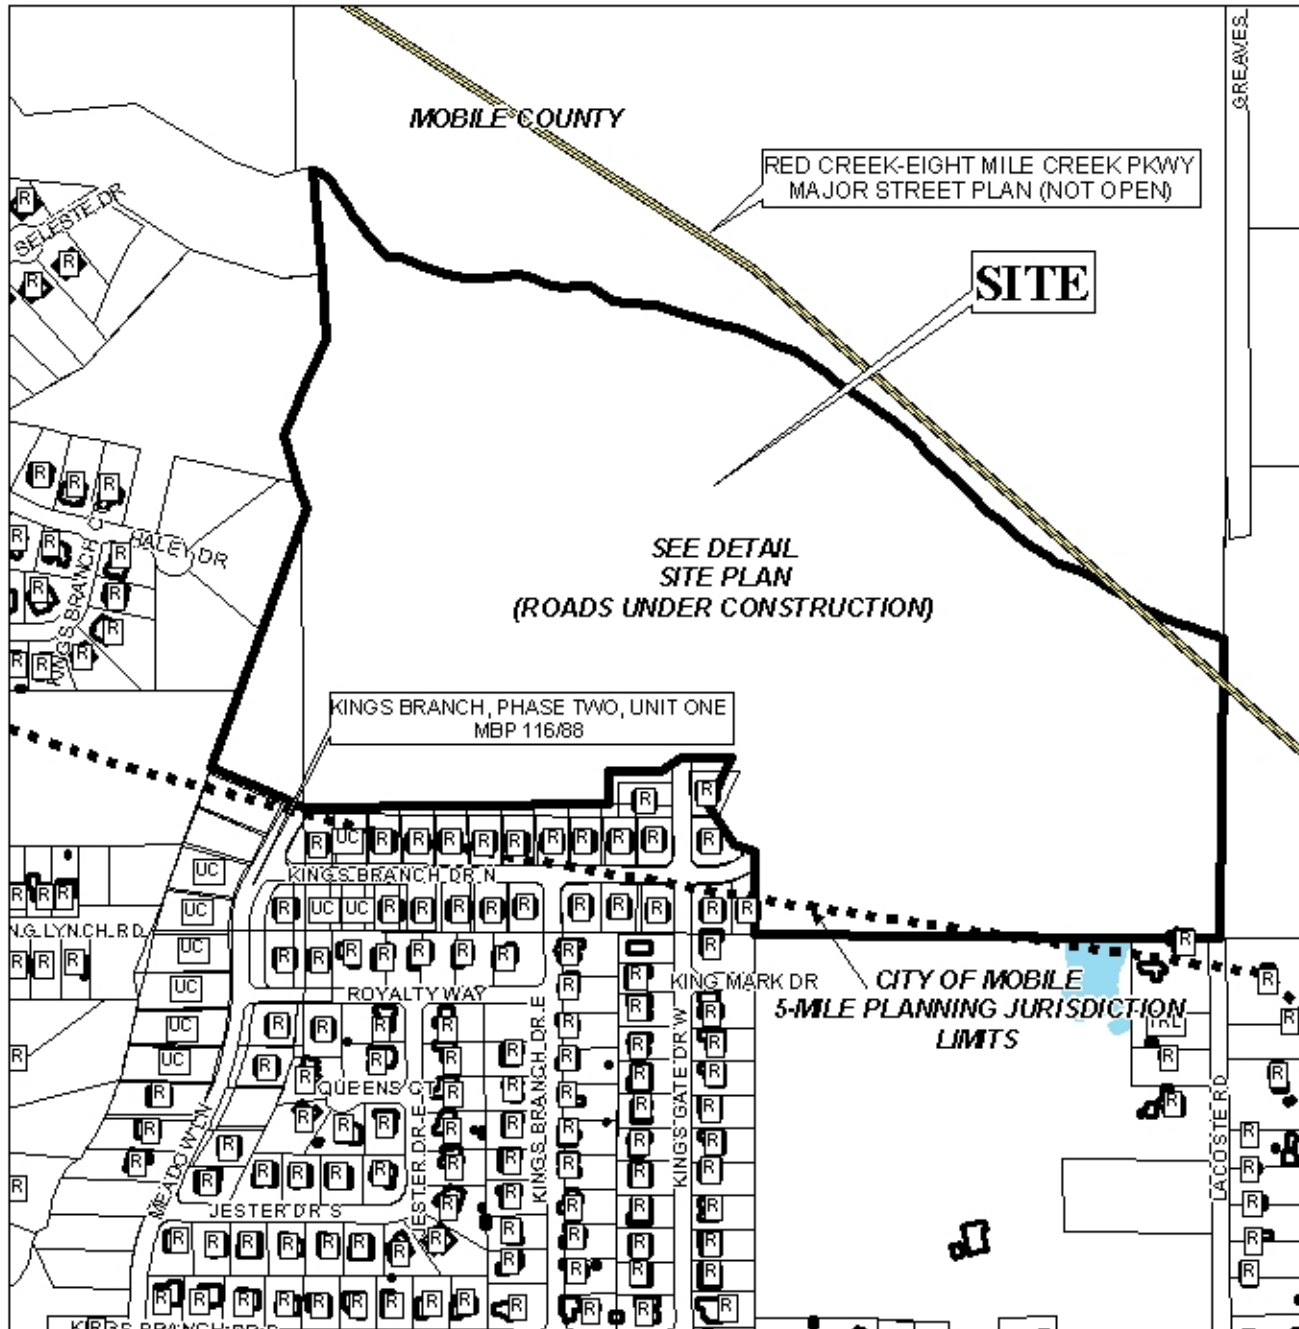 GREAVES
MOBILE COUNTY
RED CREEK-EIGHT MILE CREEK PKWY
MAJOR STREET PLAN (NOT OPEN)
SELESTE DR
SITE
SEE DETAIL
SITE PLAN
(ROADS UNDER CONSTRUCTION)
HALEY DR
KINGS BRANCH
KINGS BRANCH, PHASE TWO, UNIT ONE
MBP 116/88
KINGS BRANCH DR N
LYNCH RD
KING MARK DR
ROYALTY WAY
CITY OF MOBILE
5-MILE PLANNING JURISDICTION
LIMITS
QUEENS CT
MEADOW LN
JESTER DR E
KINGS BRANCH DR E
KINGSGATE DR W
LACOSTE RD
JESTER DR S
R
UC
TRL